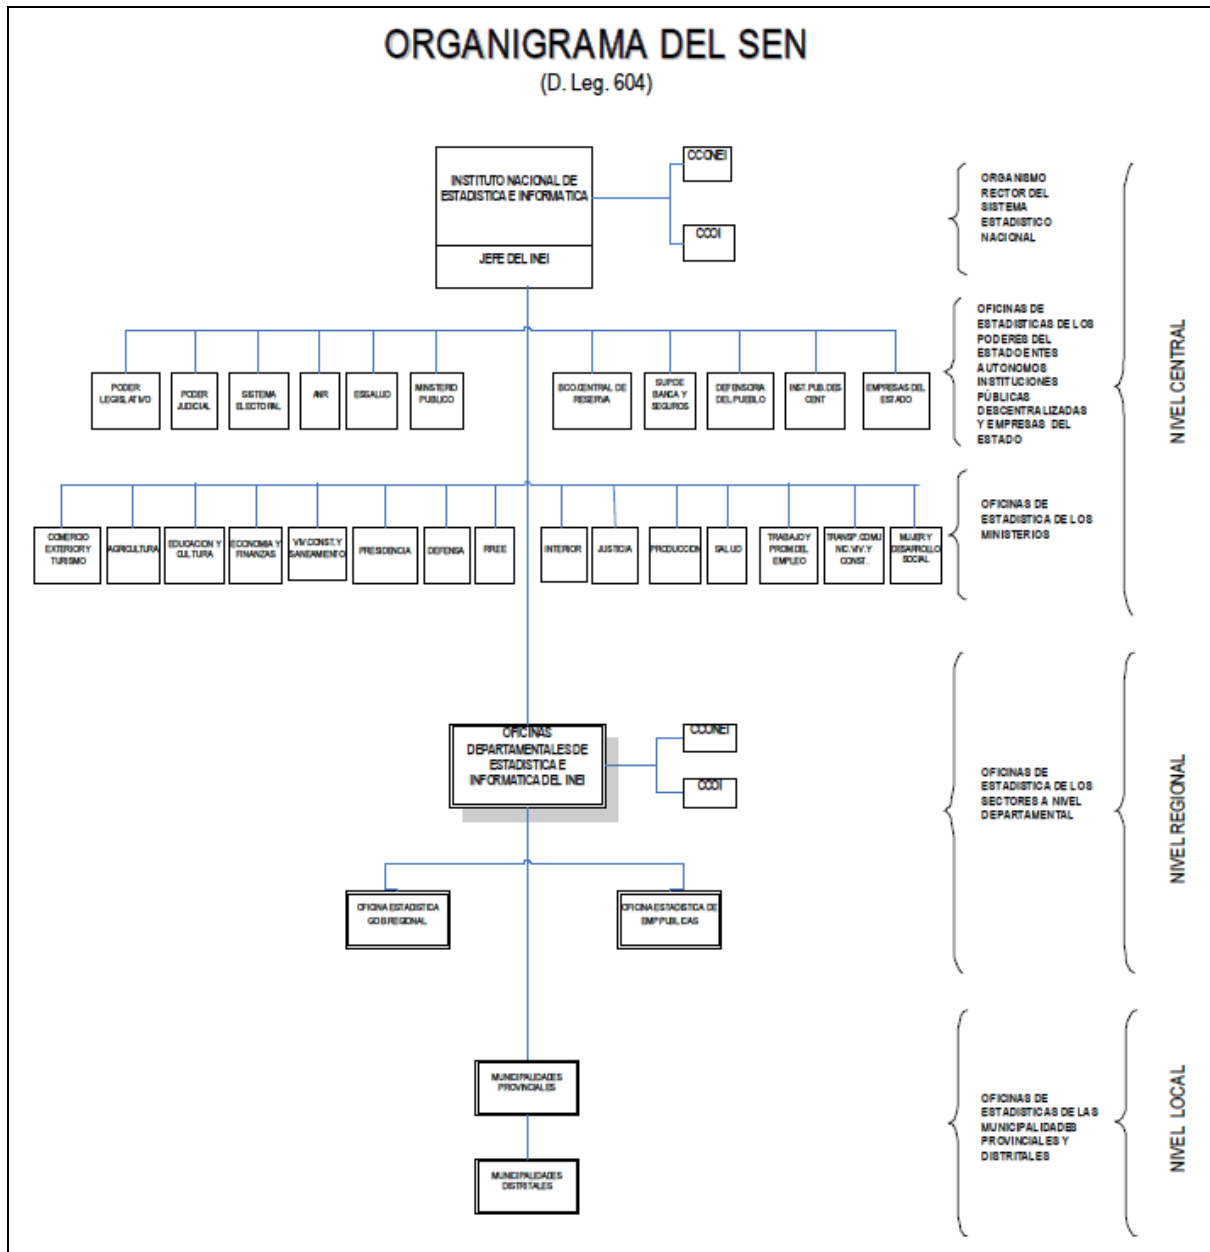 ORGANIGRAMA DEL SEN
(D. Leg. 604)
INSTITUTO NACIONAL DE
ESTADISTICA E INFORMATICA
JEFE DEL INEI
CCONEI
CCOI
ORGANISMO
RECTOR DEL
SISTEMA
ESTADISTICO
NACIONAL
PODER
LEGISLATIVO
PODER
JUDICIAL
SISTEMA
ELECTORAL
ANR
ESSALUD
MINISTERIO
PUBLICO
BCO.CENTRAL DE
RESERVA
SUP.DE
BANCA Y
SEGUROS
DEFENSORIA
DEL PUEBLO
INST. PUB. DES
CENT
EMPRESAS DEL
ESTADO
OFICINAS DE
ESTADISTICAS DE LOS
PODERES DEL
ESTADOENTES
AUTONOMOS
INSTITUCIONES
PÚBLICAS
DESCENTRALIZADAS
Y EMPRESAS DEL
ESTADO
COMERCIO
EXTERIOR Y
TURISMO
AGRICULTURA
EDUCACION Y
CULTURA
ECONOMIA Y
FINANZAS
VIV.CONST.Y
SANEAMIENTO
PRESIDENCIA
DEFENSA
RREE
INTERIOR
JUSTICIA
PRODUCCION
SALUD
TRABAJO Y
PROM.DEL
EMPLEO
TRANSP.COMU
NIC.VIV.Y
CONST.
MUJER Y
DESARROLLO
SOCIAL
OFICINAS DE
ESTADISTICA DE LOS
MINISTERIOS
NIVEL CENTRAL
OFICINAS
DEPARTAMENTALES DE
ESTADISTICA E
INFORMATICA DEL INEI
CCONEI
CCOI
OFICINA ESTADISTICA
GOB.REGIONAL
OFICINA ESTADISTICA DE
EMP.PUBLICAS
OFICINAS DE
ESTADISTICA DE LOS
SECTORES A NIVEL
DEPARTAMENTAL
NIVEL REGIONAL
MUNICIPALIDADES
PROVINCIALES
MUNICIPALIDADES
DISTRITALES
OFICINAS DE
ESTADISTICAS DE LAS
MUNICIPALIDADES
PROVINCIALES Y
DISTRITALES
NIVEL LOCAL